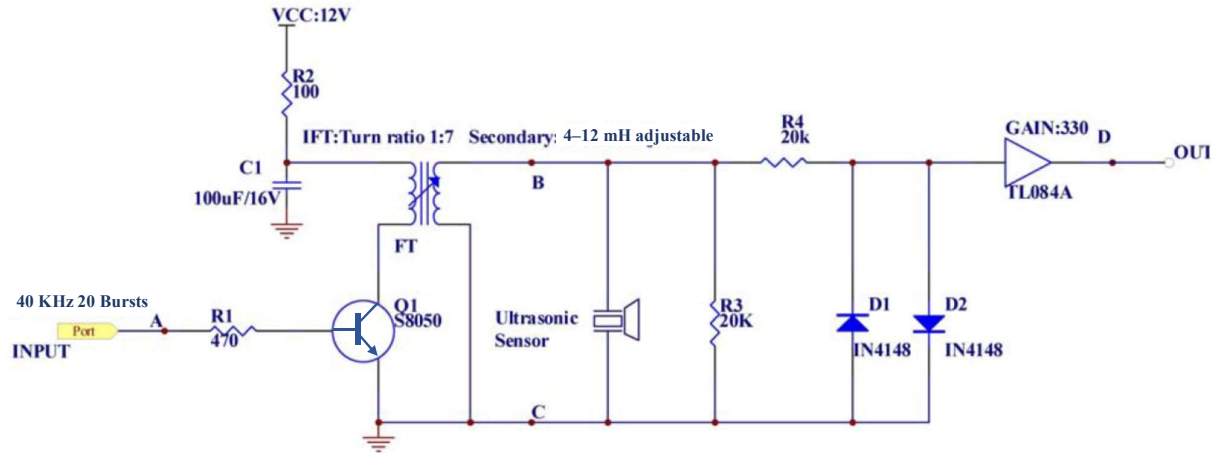 VCC:12V
R2
100
IFT:Turn ratio 1:7 Secondary: 4–12 mH adjustable
R4
20k
GAIN:330
D
OUT
C1
100uF/16V
B
TL084A
FT
40 KHz 20 Bursts
Port
A
R1
470
INPUT
Q1
S8050
Ultrasonic
Sensor
R3
20K
D1
IN4148
D2
IN4148
C